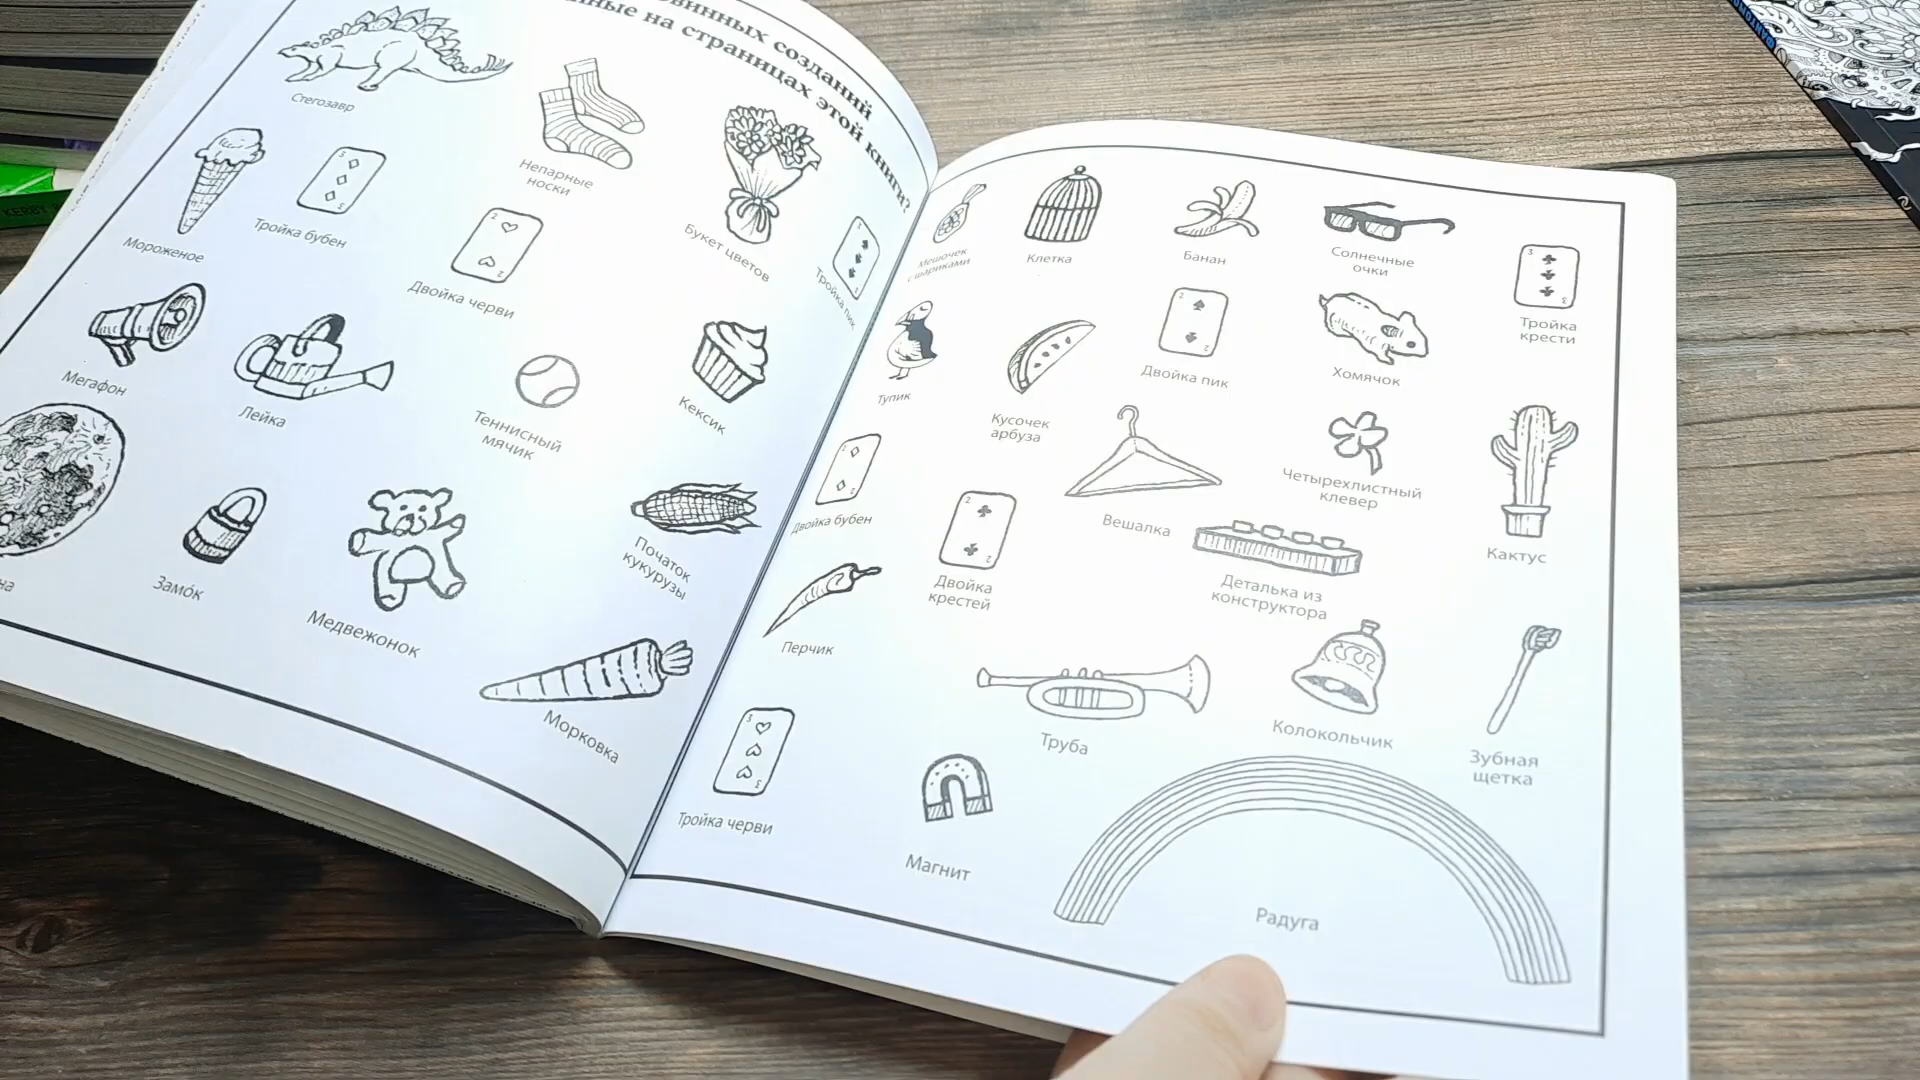 созданий
на страницах этой книги?
Стегозавр
Непарные
носки
Букет цветов
Мороженое
Тройка бубен
Двойка черви
Тройка пик
Мегафон
Лейка
Теннисный
мячик
Кексик
Замо́к
Медвежонок
Початок
кукурузы
Морковка
Мешочек
с шариками
Клетка
Банан
Солнечные
очки
Тройка
крести
Тупик
Кусочек
арбуза
Двойка пик
Хомячок
Двойка бубен
Вешалка
Четырехлистный
клевер
Кактус
Двойка
крестей
Деталька из
конструктора
Перчик
Труба
Колокольчик
Зубная
щетка
Тройка черви
Магнит
Радуга